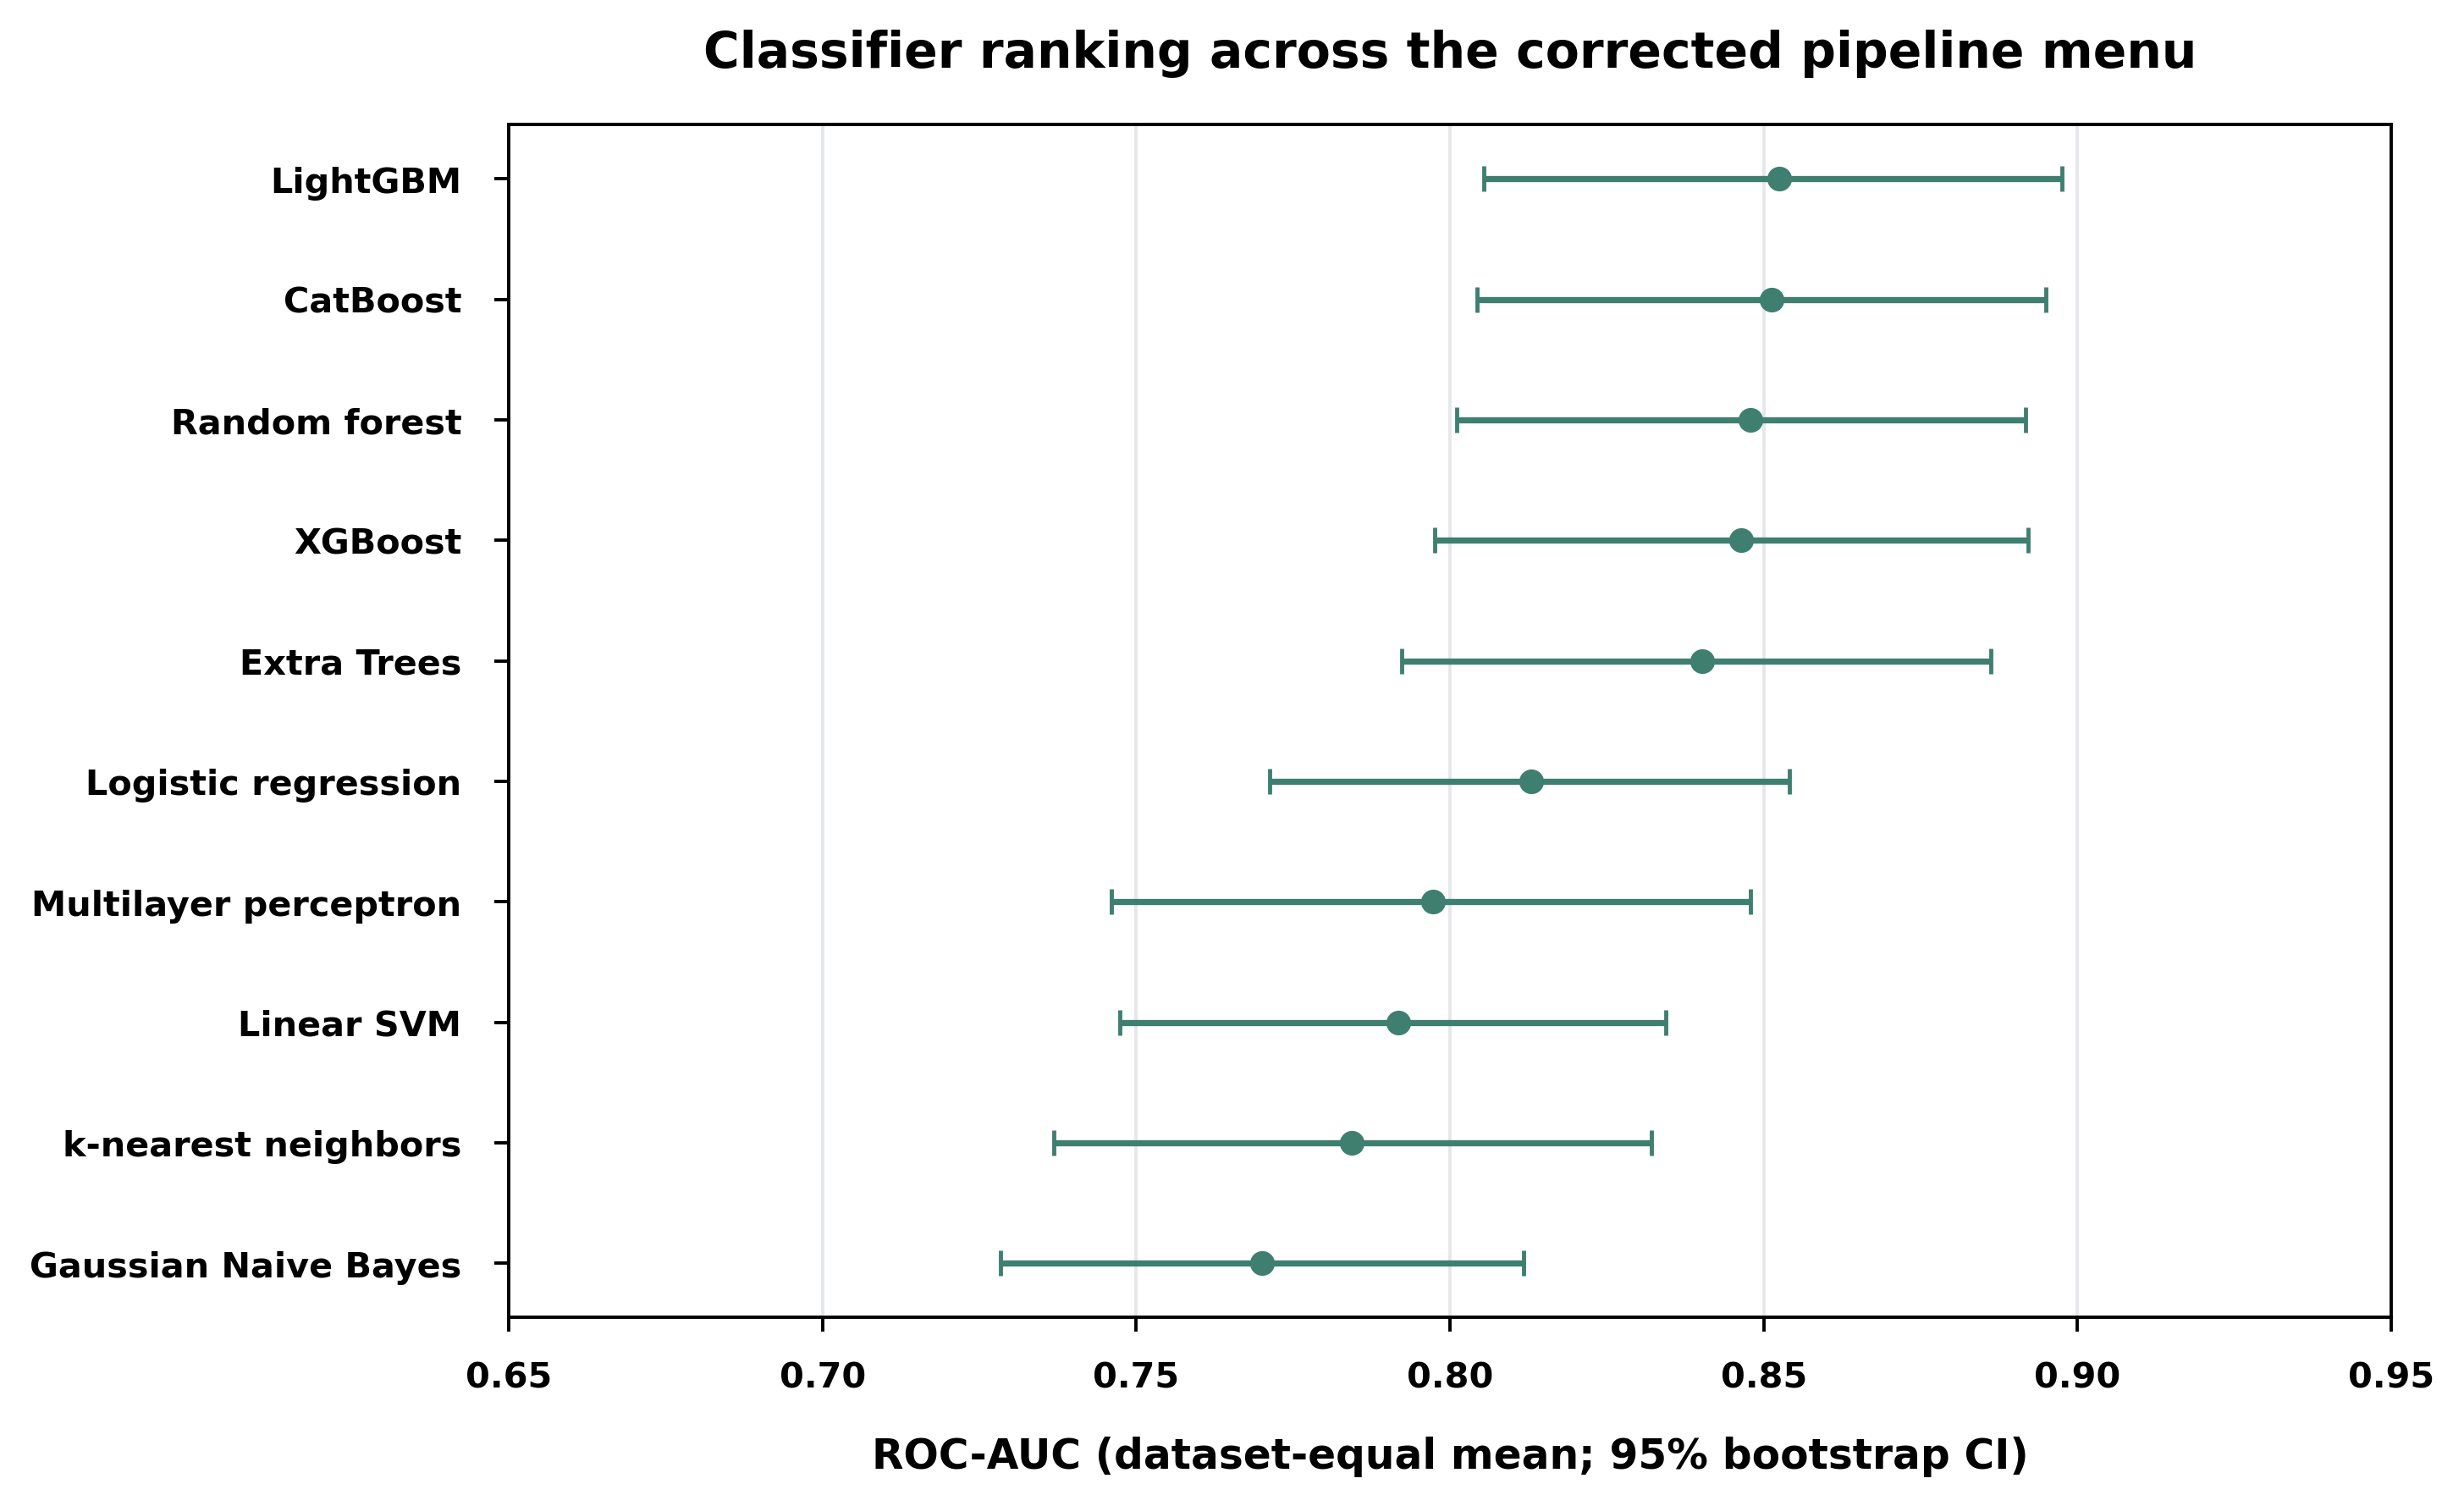 Classifier ranking across the corrected pipeline menu
LightGBM
CatBoost
Random forest
XGBoost
Extra Trees
Logistic regression
Multilayer perceptron
Linear SVM
k-nearest neighbors
Gaussian Naive Bayes
0.65 0.70 0.75 0.80 0.85 0.90 0.95
ROC-AUC (dataset-equal mean; 95% bootstrap CI)